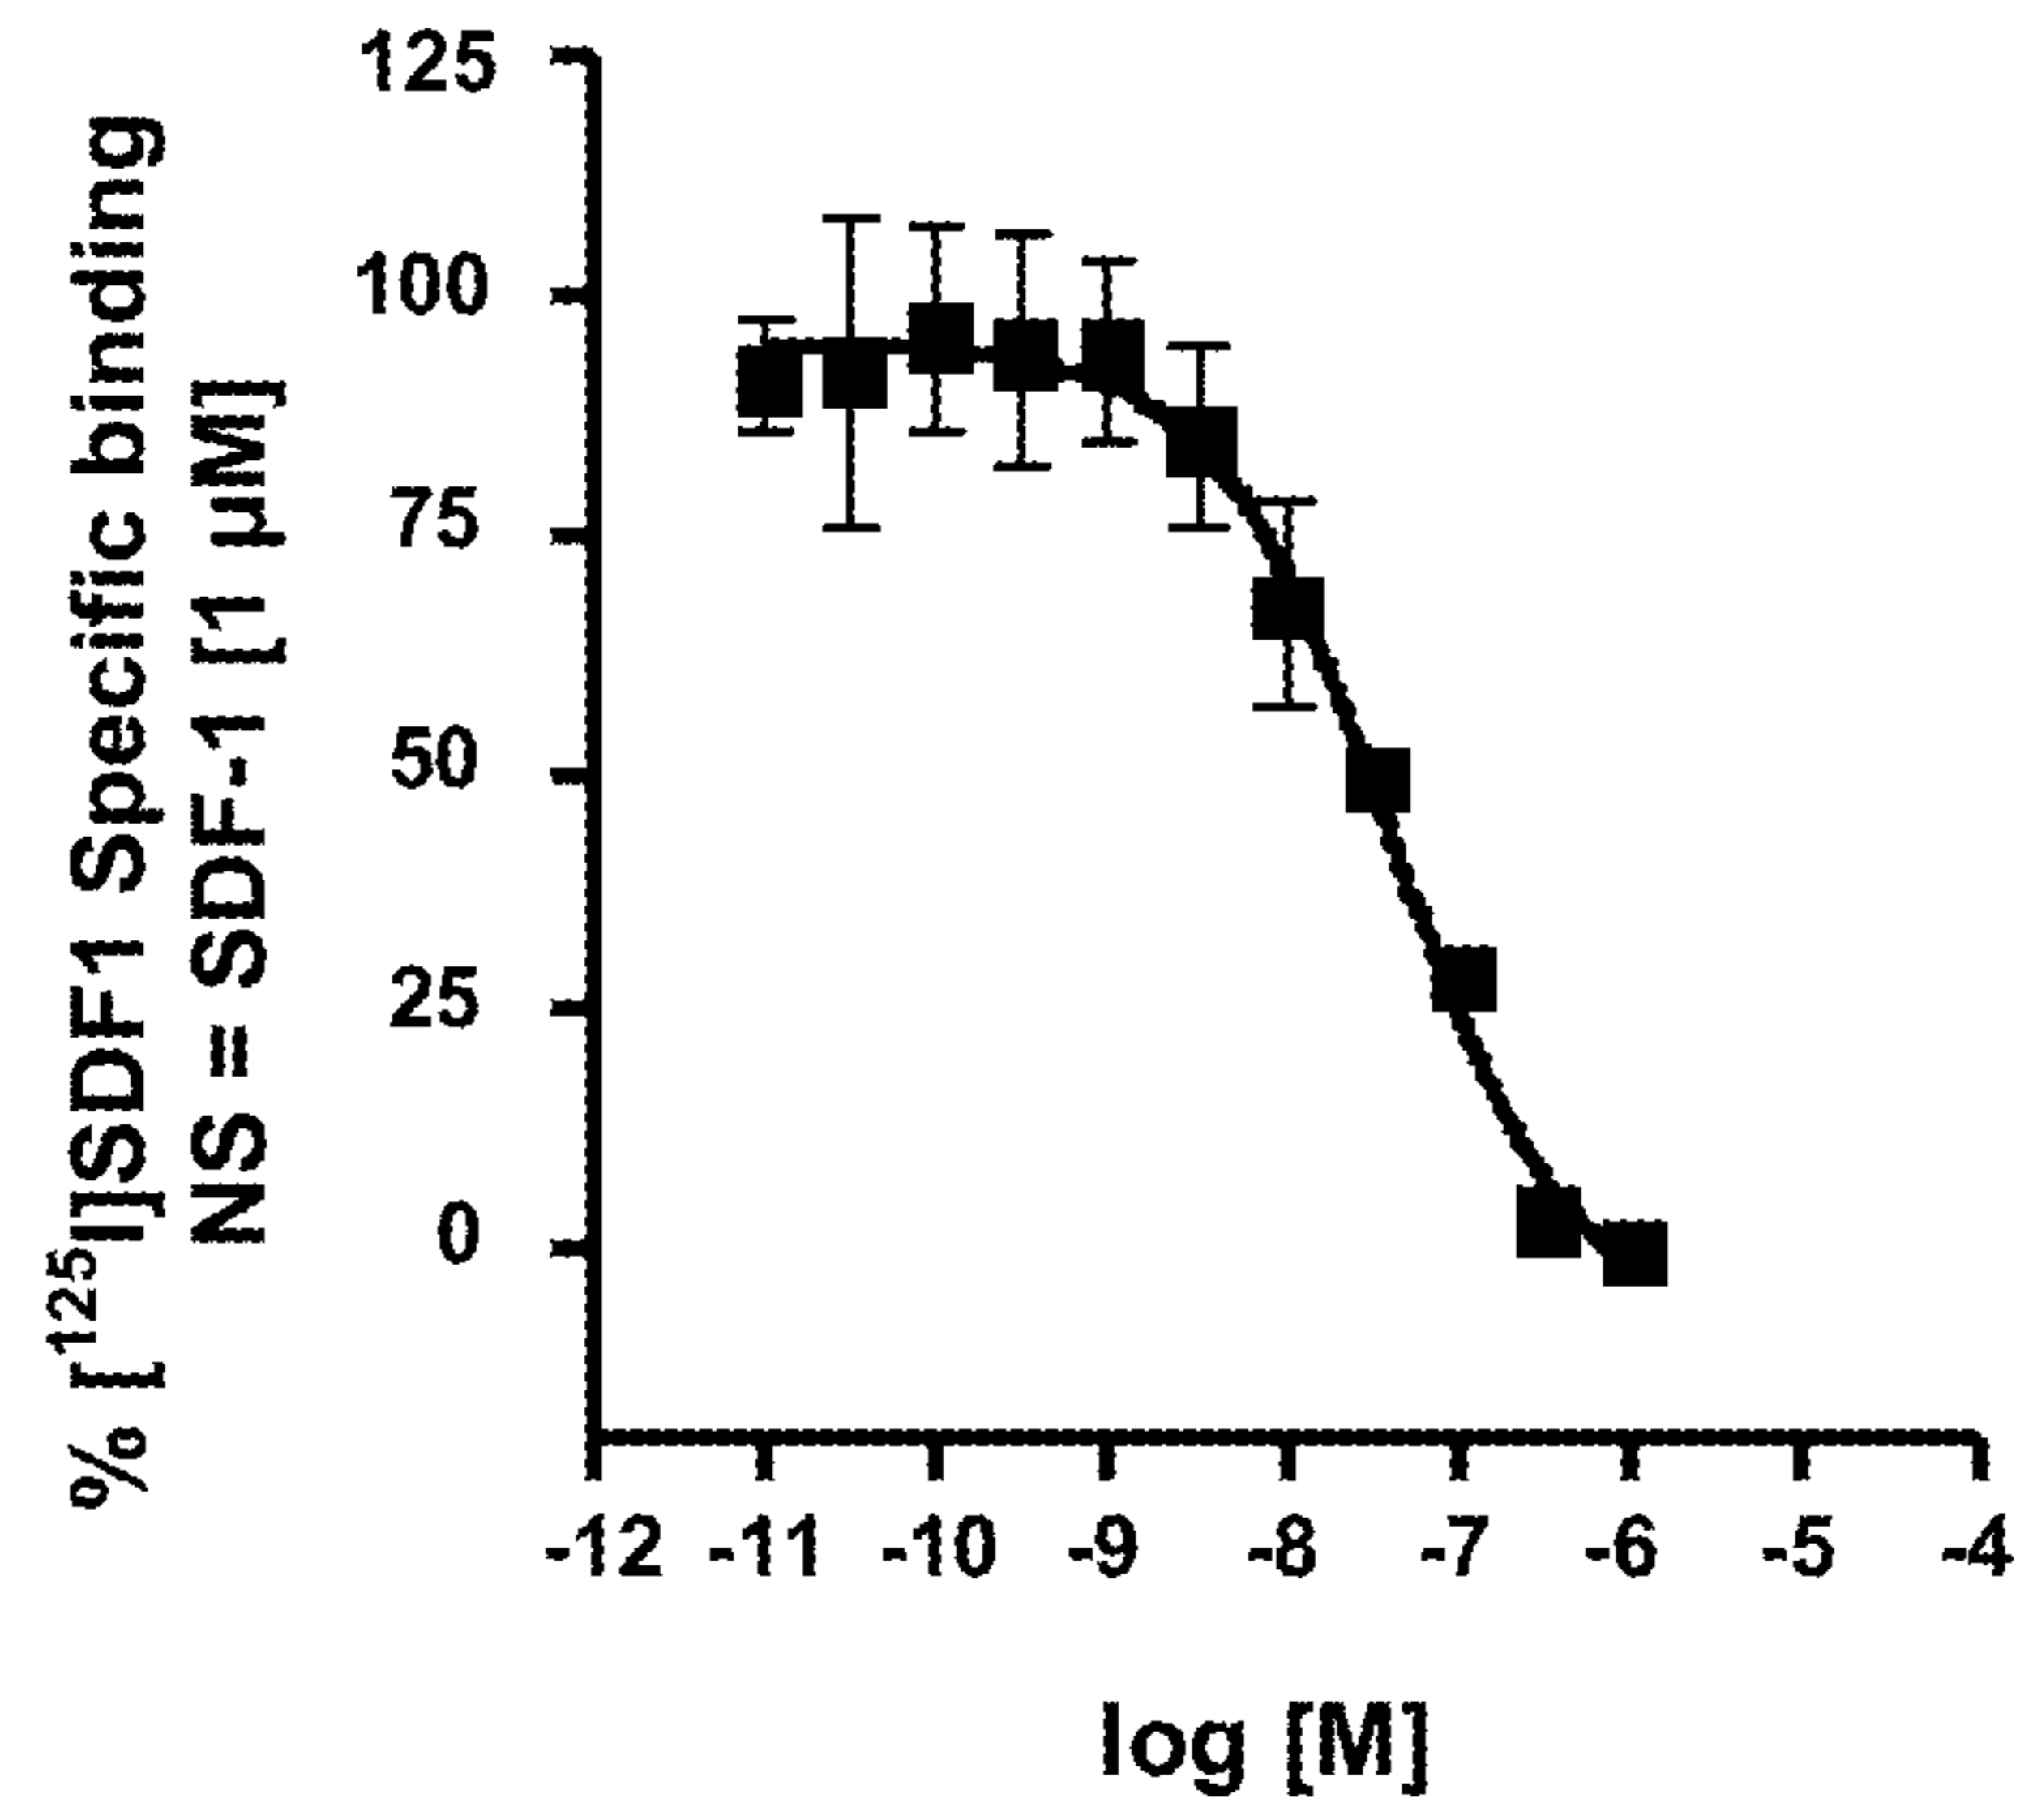 % [¹²⁵I]SDF1 Specific binding
NS = SDF-1 [1 µM]
125
100
75
50
25
0
-12 -11 -10 -9 -8 -7 -6 -5 -4
log [M]